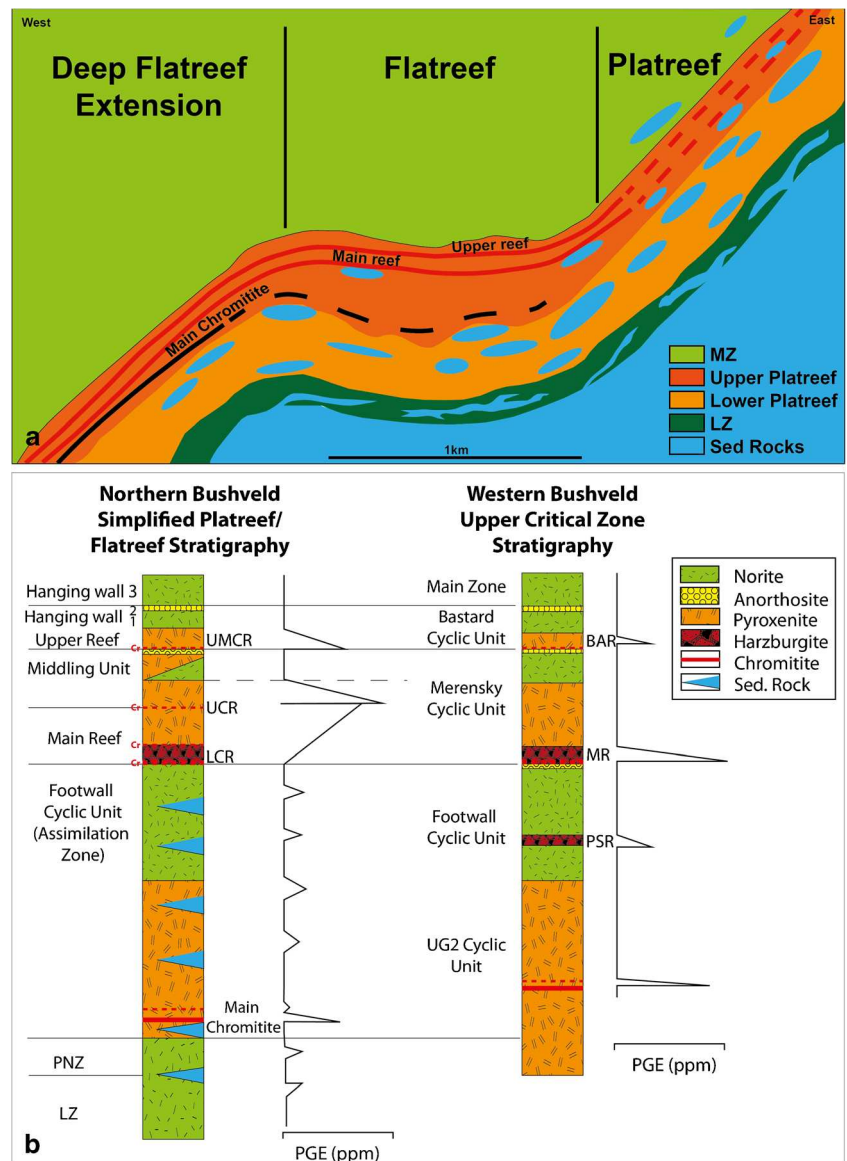 West
East
Deep Flatreef
Extension
Flatreef
Platreef
Upper reef
Main reef
Main Chromitite
MZ
Upper Platreef
Lower Platreef
LZ
Sed Rocks
a
1km
Northern Bushveld
Simplified Platreef/
Flatreef Stratigraphy
Western Bushveld
Upper Critical Zone
Stratigraphy
Hanging wall 3
2
Hanging wall 1
Upper Reef
Cr
UMCR
Middling Unit
Cr
UCR
Main Reef
Cr
LCR
Cr
Footwall
Cyclic Unit
(Assimilation
Zone)
Main
Chromitite
PNZ
LZ
PGE (ppm)
Main Zone
Bastard
Cyclic Unit
BAR
Merensky
Cyclic Unit
MR
Footwall
Cyclic Unit
PSR
UG2 Cyclic
Unit
PGE (ppm)
Norite
Anorthosite
Pyroxenite
Harzburgite
Chromitite
Sed. Rock
b